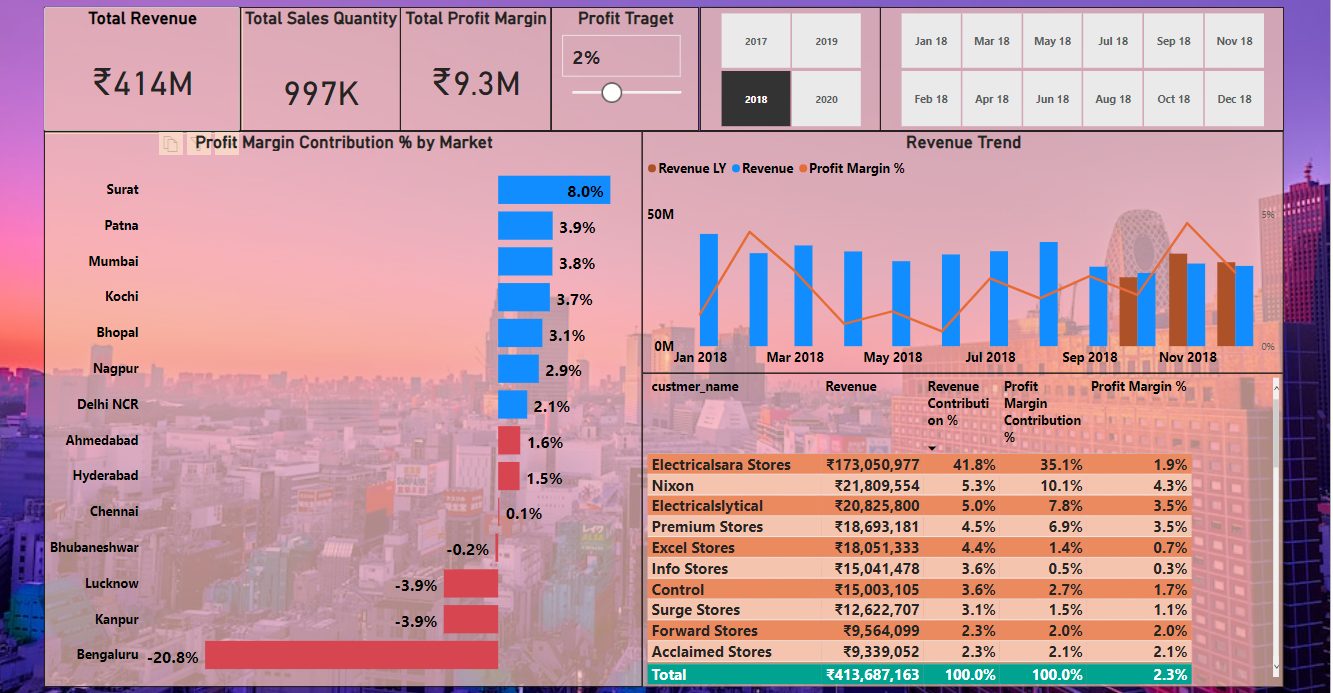 Total Revenue
₹414M
Total Sales Quantity
997K
Total Profit Margin
₹9.3M
Profit Traget
2%
2017
2019
2018
2020
Jan 18
Mar 18
May 18
Jul 18
Sep 18
Nov 18
Feb 18
Apr 18
Jun 18
Aug 18
Oct 18
Dec 18
Profit Margin Contribution % by Market
Surat 8.0%
Patna 3.9%
Mumbai 3.8%
Kochi 3.7%
Bhopal 3.1%
Nagpur 2.9%
Delhi NCR 2.1%
Ahmedabad 1.6%
Hyderabad 1.5%
Chennai 0.1%
Bhubaneshwar -0.2%
Lucknow -3.9%
Kanpur -3.9%
Bengaluru -20.8%
Revenue Trend
Revenue LY Revenue Profit Margin %
50M 5%
0M 0%
Jan 2018 Mar 2018 May 2018 Jul 2018 Sep 2018 Nov 2018
custmer_name Revenue Revenue Profit Profit Margin %
Contributi Margin
on % Contribution
%
Electricalsara Stores ₹173,050,977 41.8% 35.1% 1.9%
Nixon ₹21,809,554 5.3% 10.1% 4.3%
Electricalslytical ₹20,825,800 5.0% 7.8% 3.5%
Premium Stores ₹18,693,181 4.5% 6.9% 3.5%
Excel Stores ₹18,051,333 4.4% 1.4% 0.7%
Info Stores ₹15,041,478 3.6% 0.5% 0.3%
Control ₹15,003,105 3.6% 2.7% 1.7%
Surge Stores ₹12,622,707 3.1% 1.5% 1.1%
Forward Stores ₹9,564,099 2.3% 2.0% 2.0%
Acclaimed Stores ₹9,339,052 2.3% 2.1% 2.1%
Total ₹413,687,163 100.0% 100.0% 2.3%